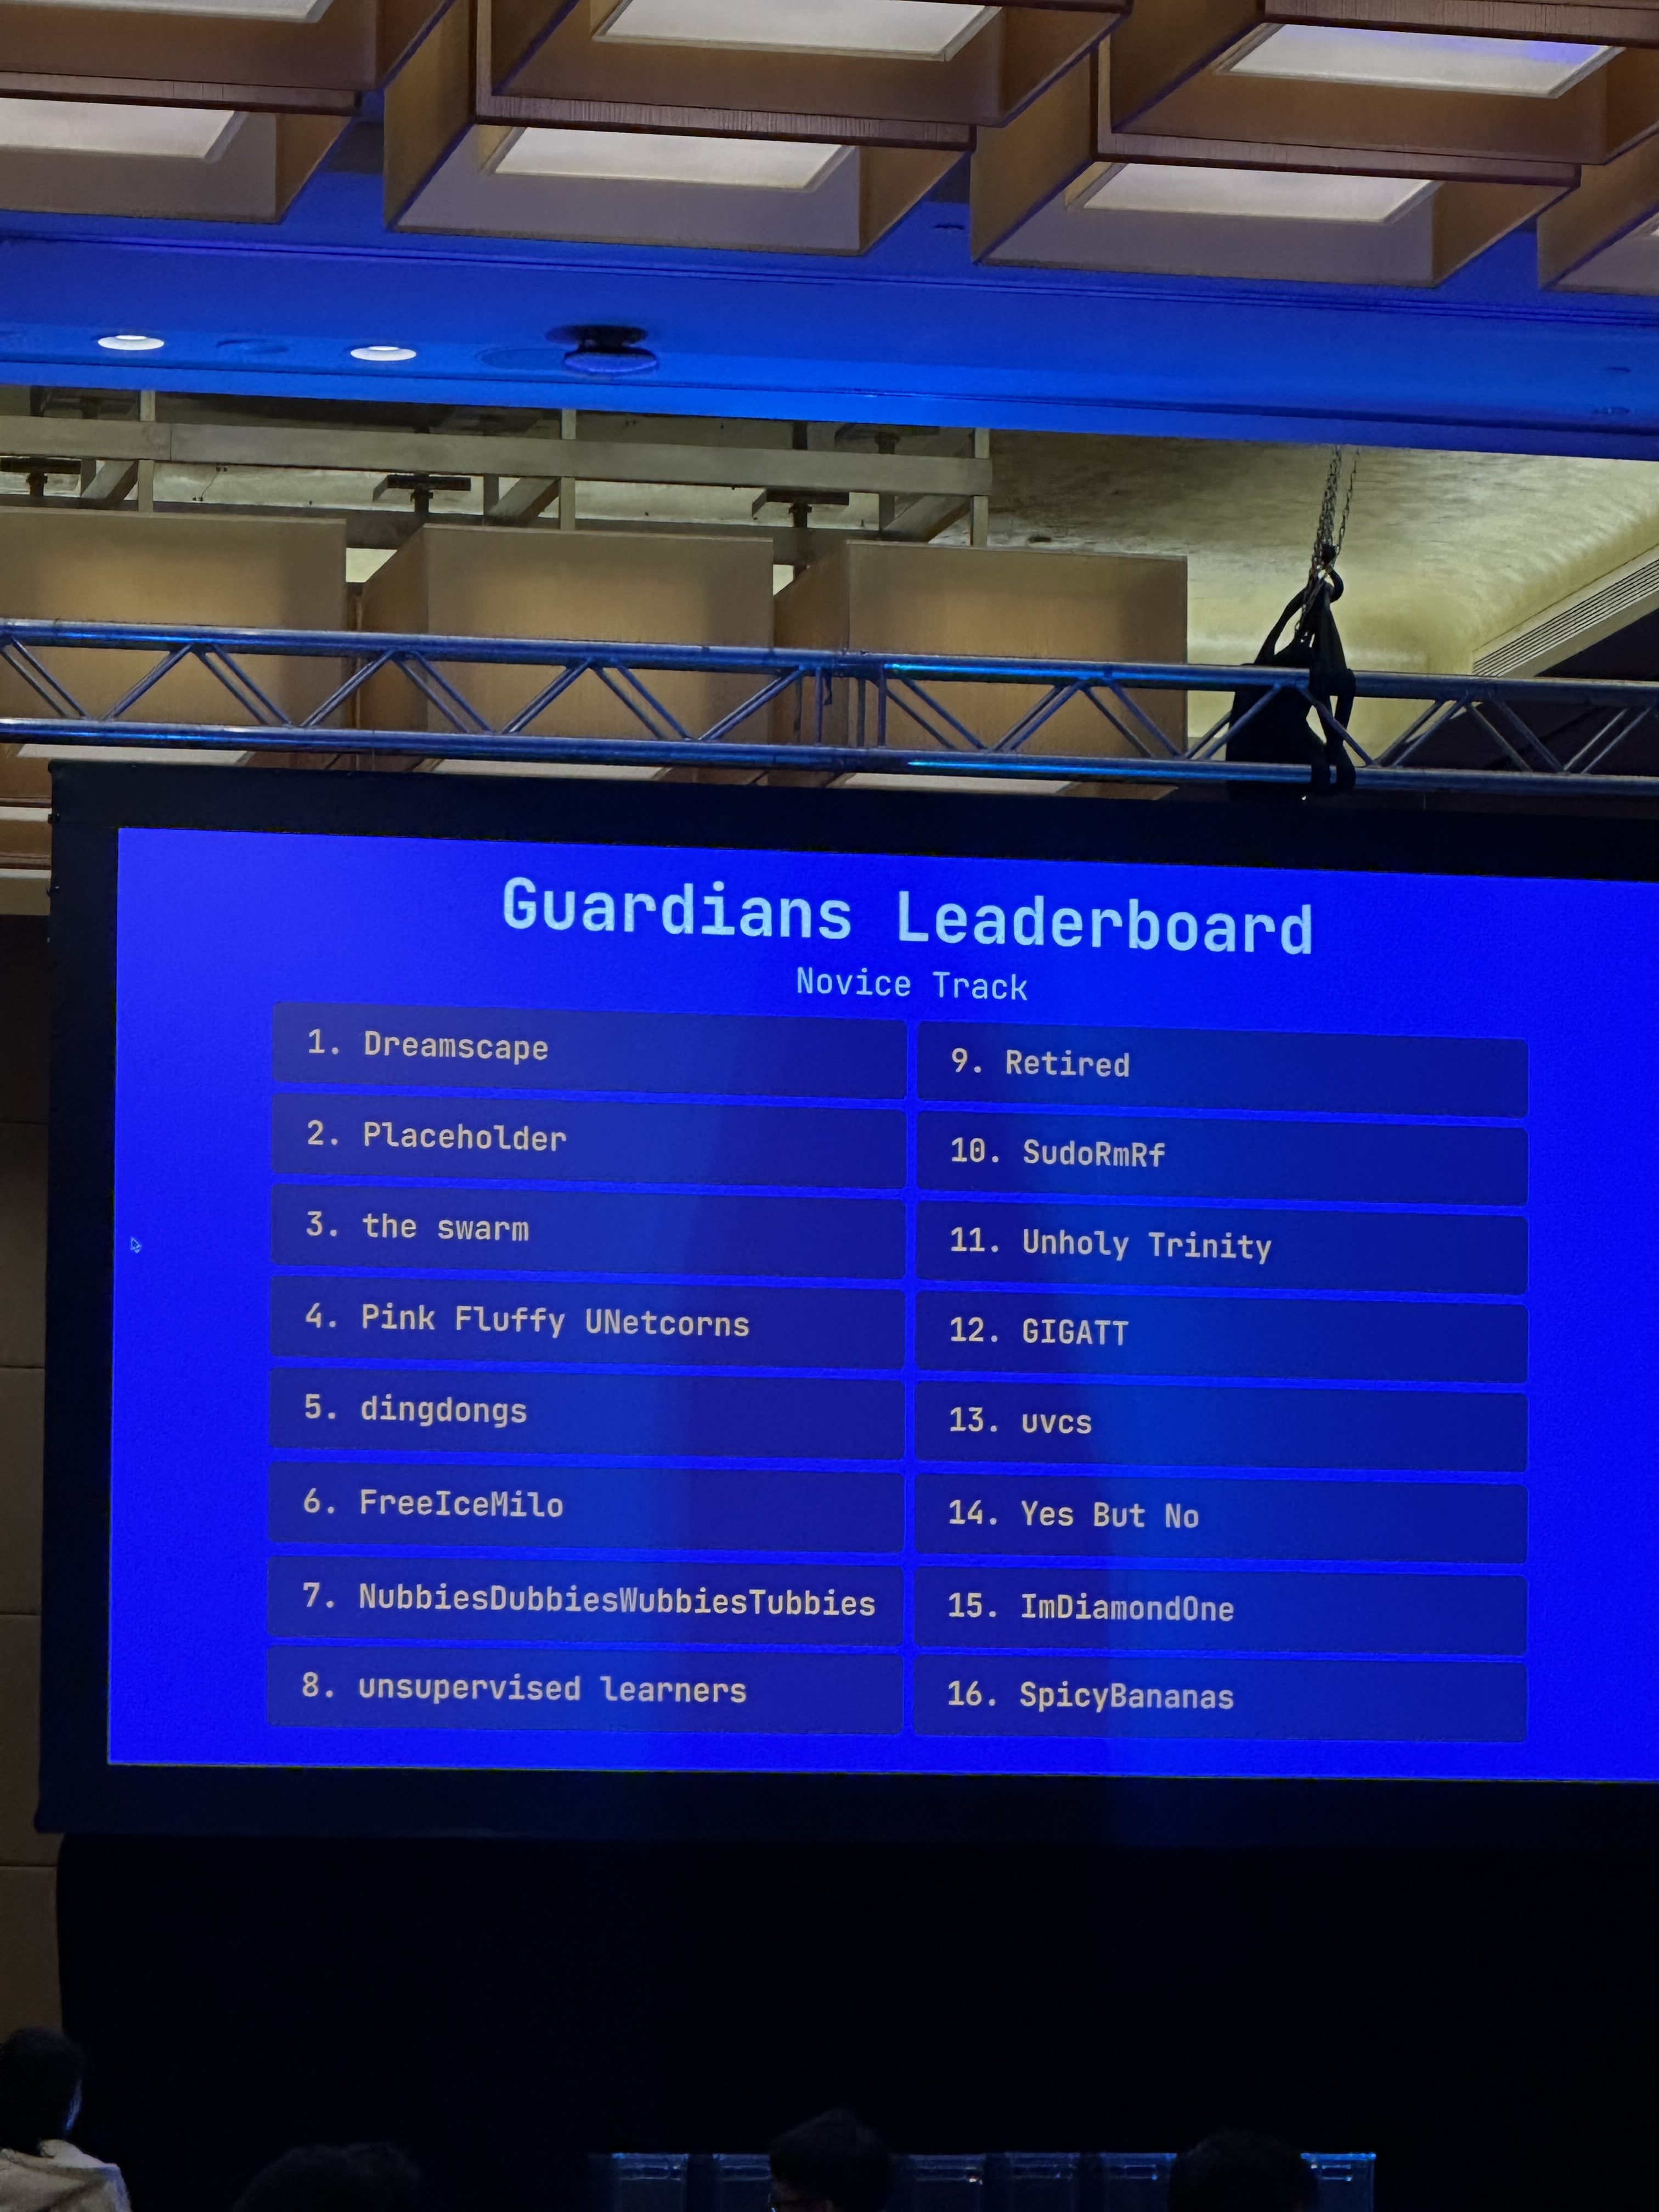 Guardians Leaderboard
Novice Track
1. Dreamscape
2. Placeholder
3. the swarm
4. Pink Fluffy UNetcorns
5. dingdongs
6. FreeIceMilo
7. NubbiesDubbiesWubbiesTubbies
8. unsupervised learners
9. Retired
10. SudoRmRf
11. Unholy Trinity
12. GIGATT
13. uvcs
14. Yes But No
15. ImDiamondOne
16. SpicyBananas